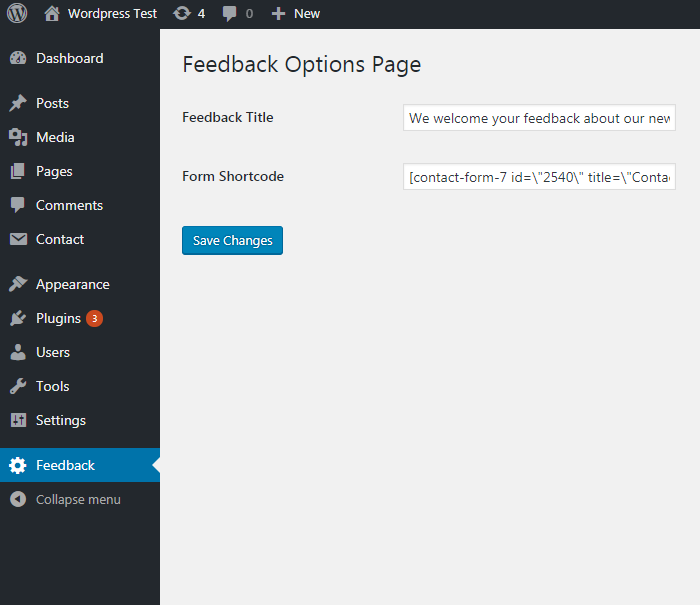 Wordpress Test 4 0 New
Dashboard
Posts
Media
Pages
Comments
Contact
Appearance
Plugins 3
Users
Tools
Settings
Feedback
Collapse menu
Feedback Options Page
Feedback Title We welcome your feedback about our new
Form Shortcode [contact-form-7 id=\"2540\" title=\"Conta
Save Changes